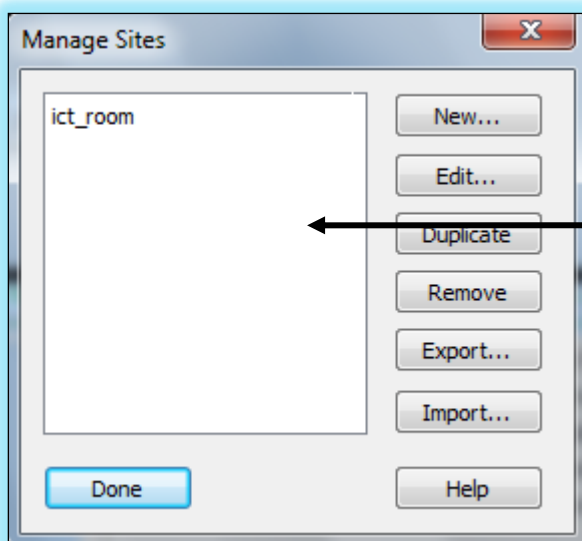 Manage Sites
ict_room
New...
Edit...
Duplicate
Remove
Export...
Import...
Done
Help